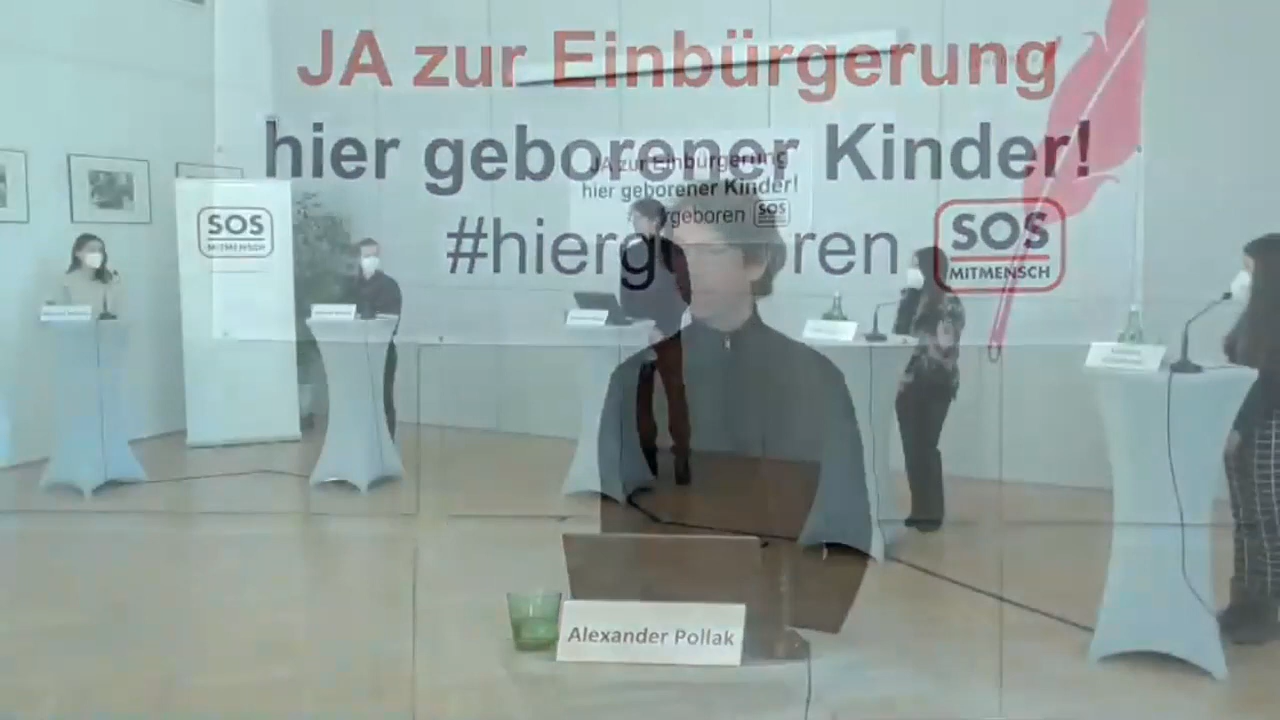 JA zur Einbürgerung
hier geborener Kinder!
#hiergeboren
SOS
MITMENSCH
JA zur Einbürgerung
hier geborener Kinder!
geboren
SOS
SOS
MITMENSCH
Alexander Pollak